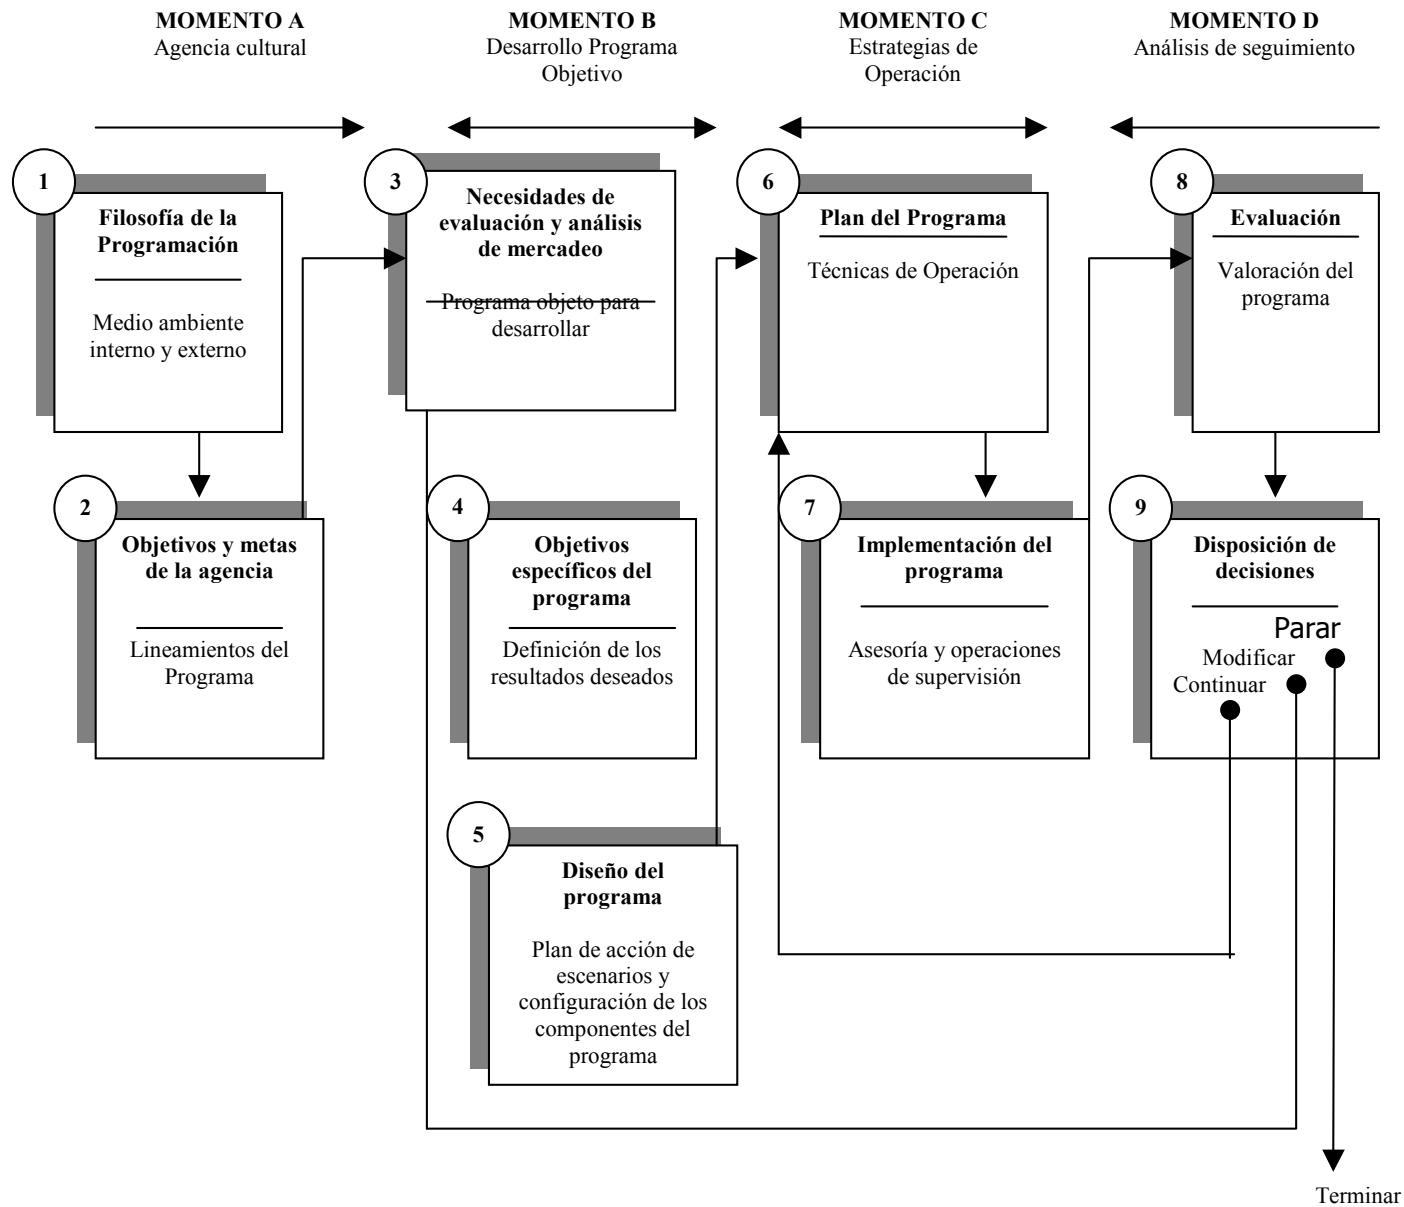 MOMENTO A
Agencia cultural
MOMENTO B
Desarrollo Programa
Objetivo
MOMENTO C
Estrategias de
Operación
MOMENTO D
Análisis de seguimiento
1
Filosofía de la
Programación
Medio ambiente
interno y externo
2
Objetivos y metas
de la agencia
Lineamientos del
Programa
3
Necesidades de
evaluación y análisis
de mercadeo
Programa objeto para
desarrollar
4
Objetivos
específicos del
programa
Definición de los
resultados deseados
5
Diseño del
programa
Plan de acción de
escenarios y
configuración de los
componentes del
programa
6
Plan del Programa
Técnicas de Operación
7
Implementación del
programa
Asesoría y operaciones
de supervisión
8
Evaluación
Valoración del
programa
9
Disposición de
decisiones
Parar
Modificar
Continuar
Terminar